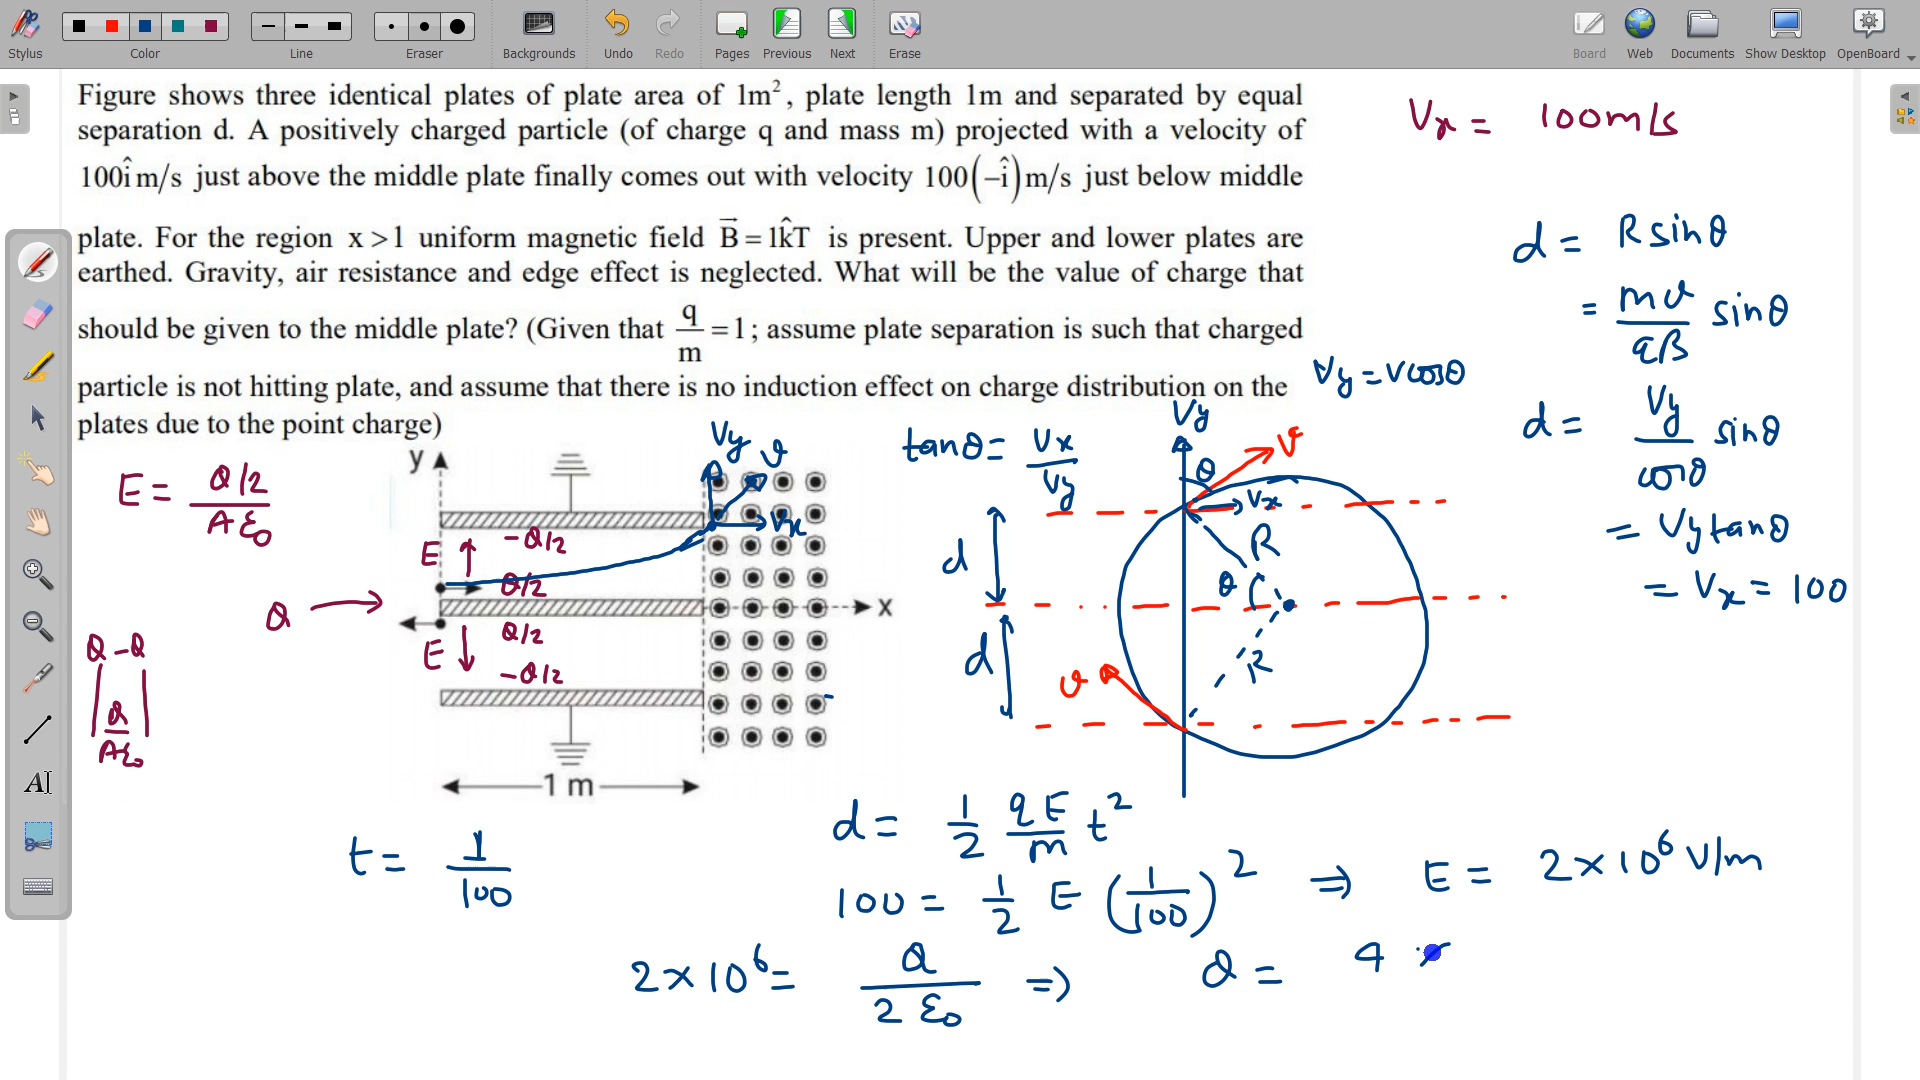 Stylus Color Line Eraser Backgrounds Undo Redo Pages Previous Next Erase Board Web Documents Show Desktop OpenBoard
Figure shows three identical plates of plate area of 1m², plate length 1m and separated by equal
separation d. A positively charged particle (of charge q and mass m) projected with a velocity of
100î m/s just above the middle plate finally comes out with velocity 100(−î) m/s just below middle
plate. For the region x > 1 uniform magnetic field B⃗ = 1k̂T is present. Upper and lower plates are
earthed. Gravity, air resistance and edge effect is neglected. What will be the value of charge that
should be given to the middle plate? (Given that q/m = 1; assume plate separation is such that charged
particle is not hitting plate, and assume that there is no induction effect on charge distribution on the
plates due to the point charge)
Vx = 100m/s
d = R sinθ
= mv/qB sinθ
d = Vy/cosθ sinθ
= Vy tanθ
= Vx = 100
Vy = vcosθ
tanθ = Vx/Vy
E = Q/2 / Aε0
y
Vy v
Vx
-Q/2
E
Q/2
Q
x
Q/2
E
-Q/2
1 m
Q -Q
Q/Aε0
Vy
θ
v
Vx
R
d
θ
d
R
v
t = 1/100
d = 1/2 qE/m t²
100 = 1/2 E (1/100)² ⇒ E = 2×10⁶ V/m
2×10⁶ = Q/2ε0 ⇒ Q = 4